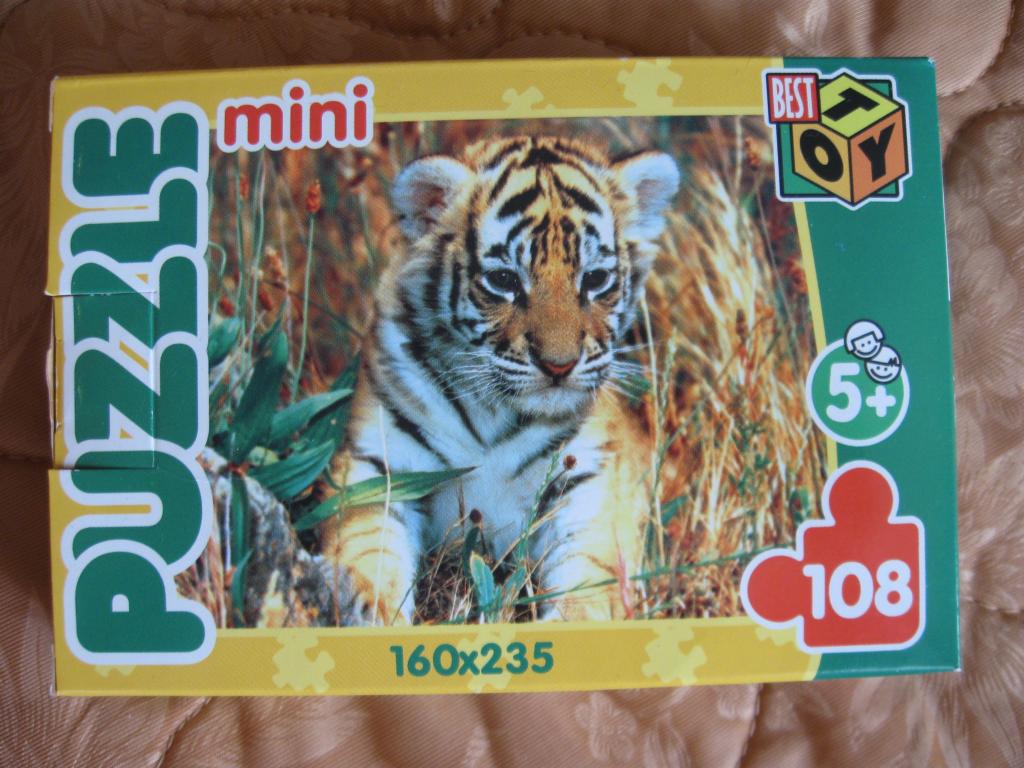 PUZZLE
mini
BEST
TOY
5+
108
160x235